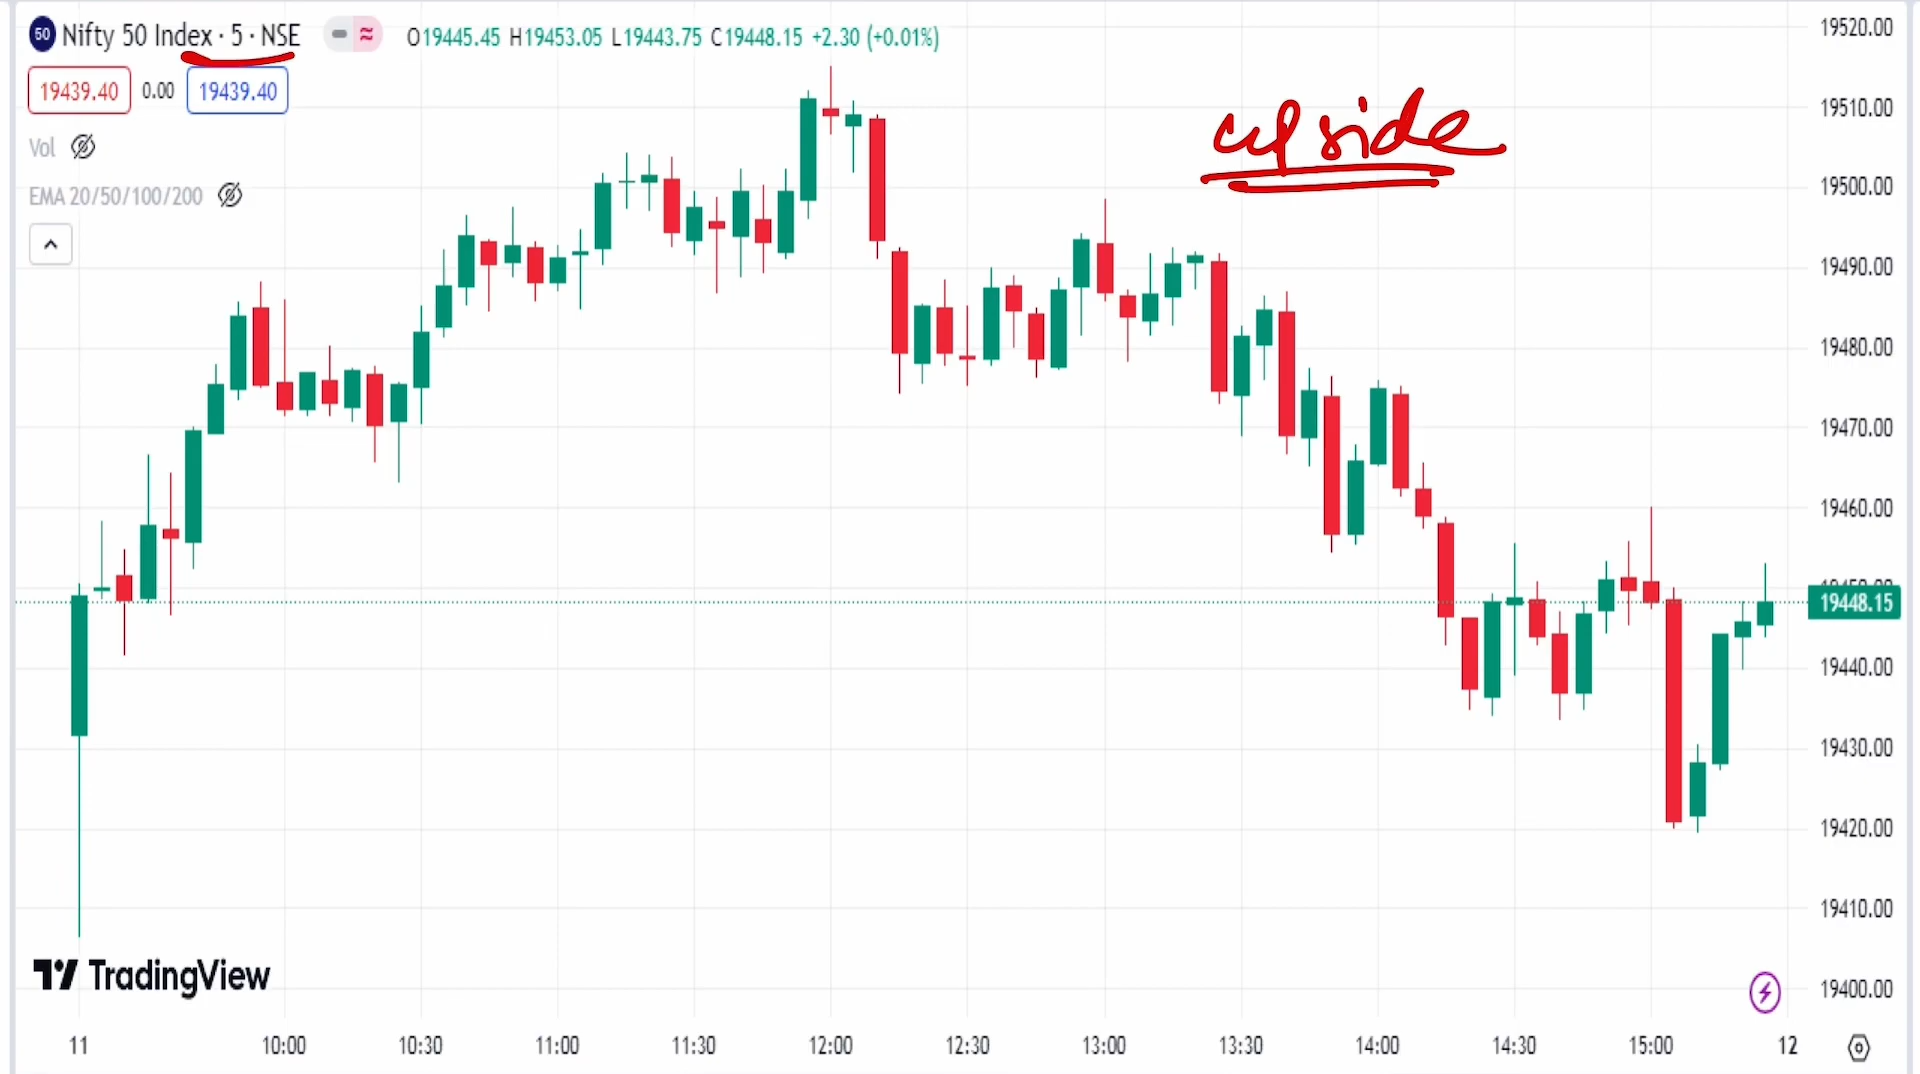 50 Nifty 50 Index · 5 · NSE O19445.45 H19453.05 L19443.75 C19448.15 +2.30 (+0.01%)
19439.40 0.00 19439.40
Vol
EMA 20/50/100/200
up side
19520.00
19510.00
19500.00
19490.00
19480.00
19470.00
19460.00
19450.00
19448.15
19440.00
19430.00
19420.00
19410.00
19400.00
TradingView
11 10:00 10:30 11:00 11:30 12:00 12:30 13:00 13:30 14:00 14:30 15:00 12